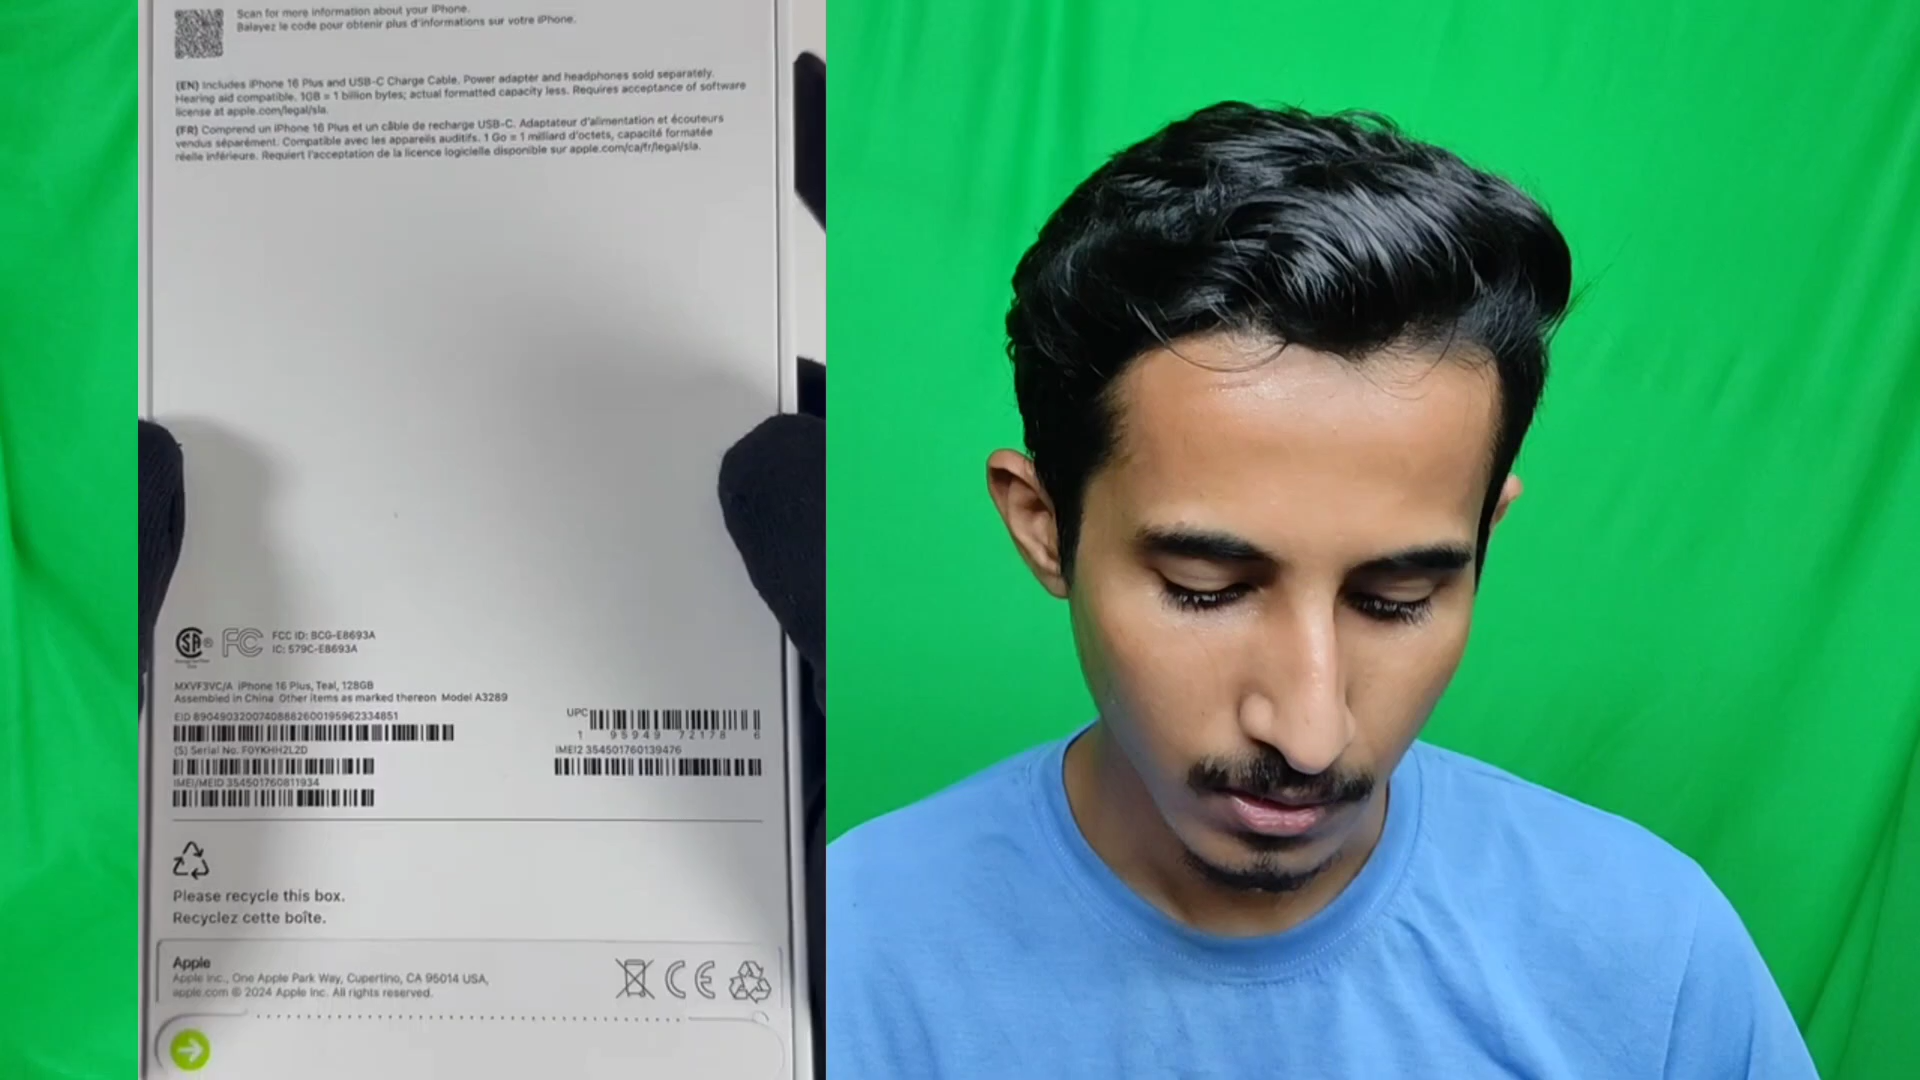 Scan for more information about your iPhone.
Balayez le code pour obtenir plus d'informations sur votre iPhone.
(EN) Includes iPhone 16 Plus and USB-C Charge Cable. Power adapter and headphones sold separately.
Hearing aid compatible. 1GB = 1 billion bytes; actual formatted capacity less. Requires acceptance of software
license at apple.com/legal/sla.
(FR) Comprend un iPhone 16 Plus et un câble de recharge USB-C. Adaptateur d'alimentation et écouteurs
vendus séparément. Compatible avec les appareils auditifs. 1 Go = 1 milliard d'octets, capacité formatée
réelle inférieure. Requiert l'acceptation de la licence logicielle disponible sur apple.com/ca/fr/legal/sla.
FCC ID: BCG-E8693A
IC: 579C-E8693A
MXVF3VC/A iPhone 16 Plus, Teal, 128GB
Assembled in China Other items as marked thereon Model A3289
EID 89049032007408882600195962334851
UPC
1 95949 72178 6
(S) Serial No. F0YKHH2L2D
IMEI2 354501760139476
IMEI/MEID 354501760811934
Please recycle this box.
Recyclez cette boîte.
Apple
Apple Inc., One Apple Park Way, Cupertino, CA 95014 USA,
apple.com © 2024 Apple Inc. All rights reserved.